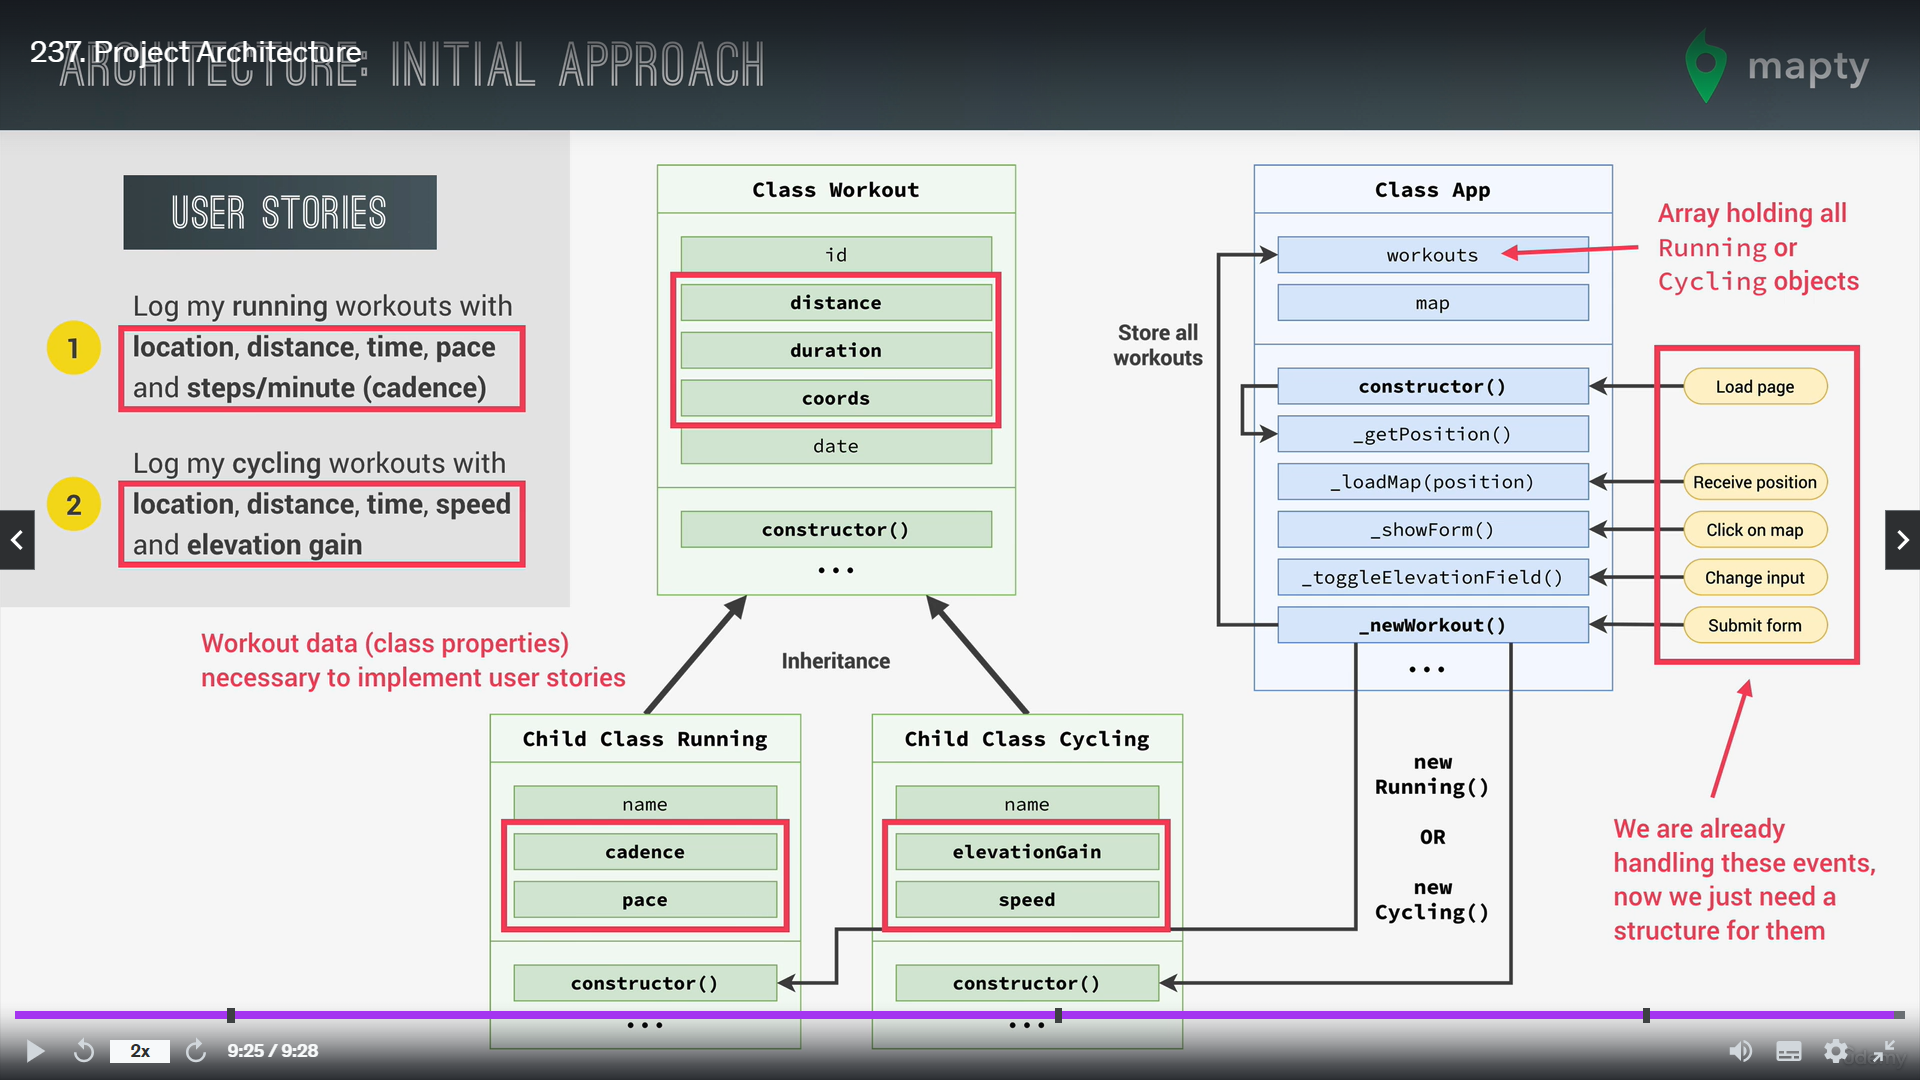 237. Project Architecture
ARCHITECTURE: INITIAL APPROACH
mapty
USER STORIES
1
Log my running workouts with
location, distance, time, pace
and steps/minute (cadence)
2
Log my cycling workouts with
location, distance, time, speed
and elevation gain
Workout data (class properties)
necessary to implement user stories
Class Workout
id
distance
duration
coords
date
constructor()
...
Inheritance
Child Class Running
name
cadence
pace
constructor()
...
Child Class Cycling
name
elevationGain
speed
constructor()
...
Store all
workouts
Class App
workouts
map
constructor()
_getPosition()
_loadMap(position)
_showForm()
_toggleElevationField()
_newWorkout()
...
new
Running()
OR
new
Cycling()
Array holding all
Running or
Cycling objects
Load page
Receive position
Click on map
Change input
Submit form
We are already
handling these events,
now we just need a
structure for them
2x
9:25 / 9:28
Udemy